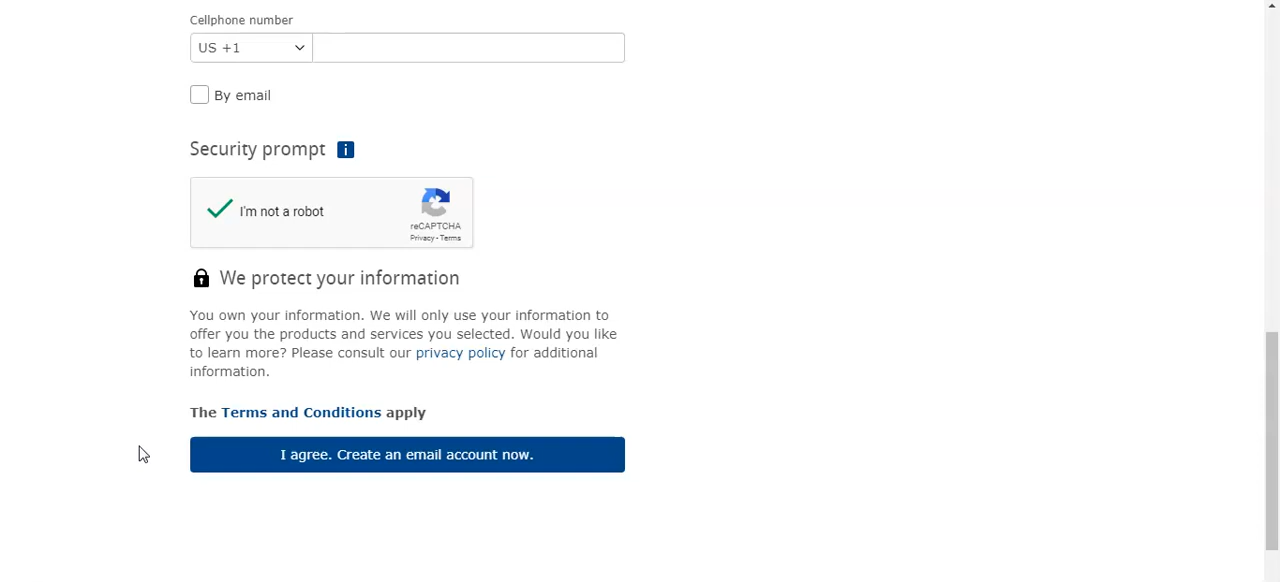 Cellphone number
US +1
By email
Security prompt i
I'm not a robot
reCAPTCHA
Privacy - Terms
We protect your information
You own your information. We will only use your information to
offer you the products and services you selected. Would you like
to learn more? Please consult our privacy policy for additional
information.
The Terms and Conditions apply
I agree. Create an email account now.